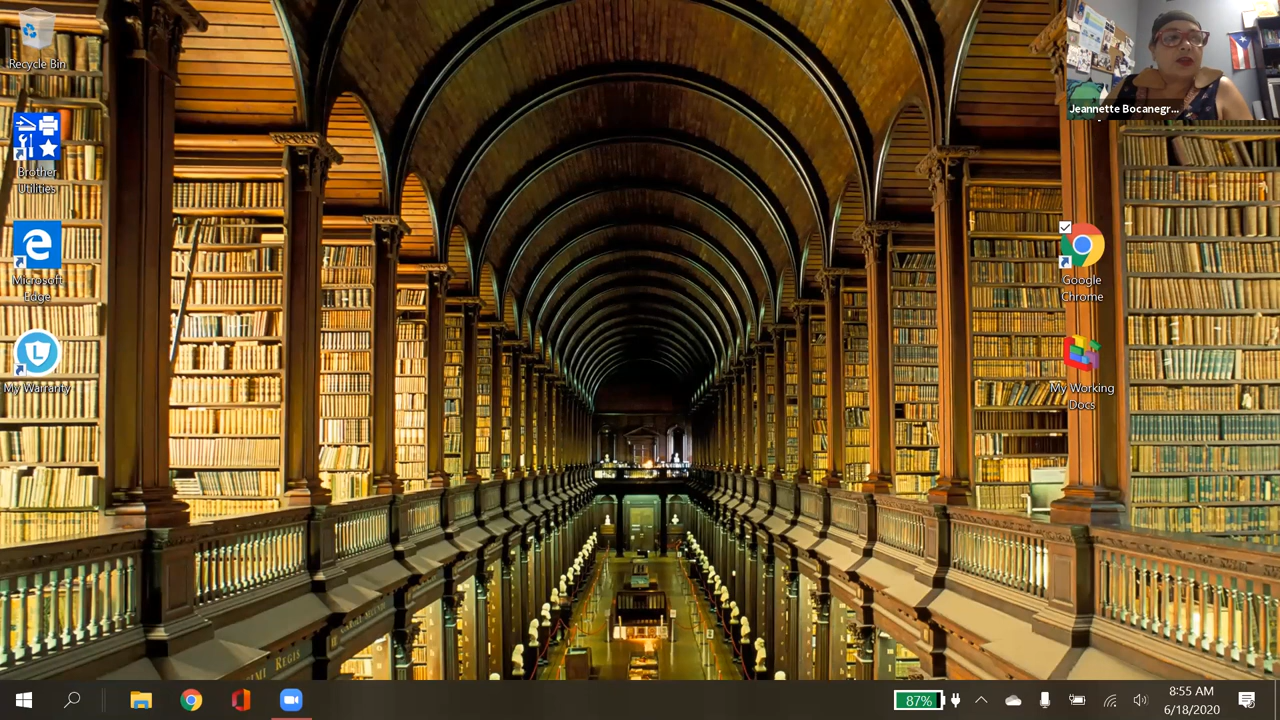 Recycle Bin
Brother
Utilities
Microsoft
Edge
My Warranty
Jeannette Bocanegr...
Google
Chrome
My Working
Docs
REGIS
87%
8:55 AM
6/18/2020